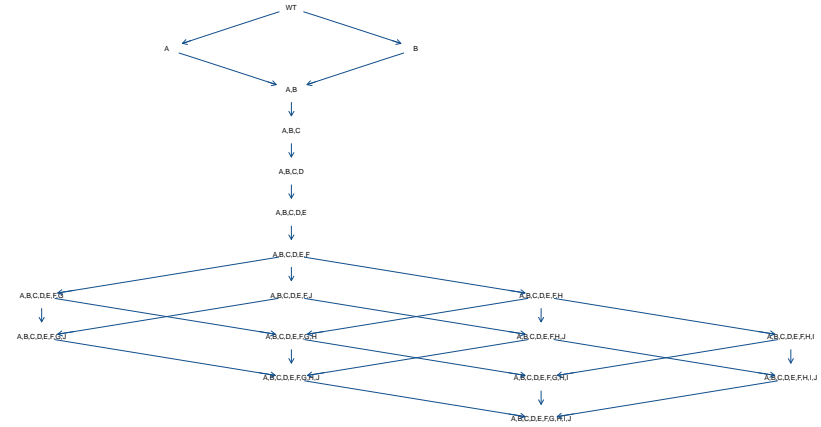 WT
A
B
A,B
A,B,C
A,B,C,D
A,B,C,D,E
A,B,C,D,E,F
A,B,C,D,E,F,G
A,B,C,D,E,F,J
A,B,C,D,E,F,H
A,B,C,D,E,F,G,J
A,B,C,D,E,F,G,H
A,B,C,D,E,F,H,J
A,B,C,D,E,F,H,I
A,B,C,D,E,F,G,H,J
A,B,C,D,E,F,G,H,I
A,B,C,D,E,F,H,I,J
A,B,C,D,E,F,G,H,I,J